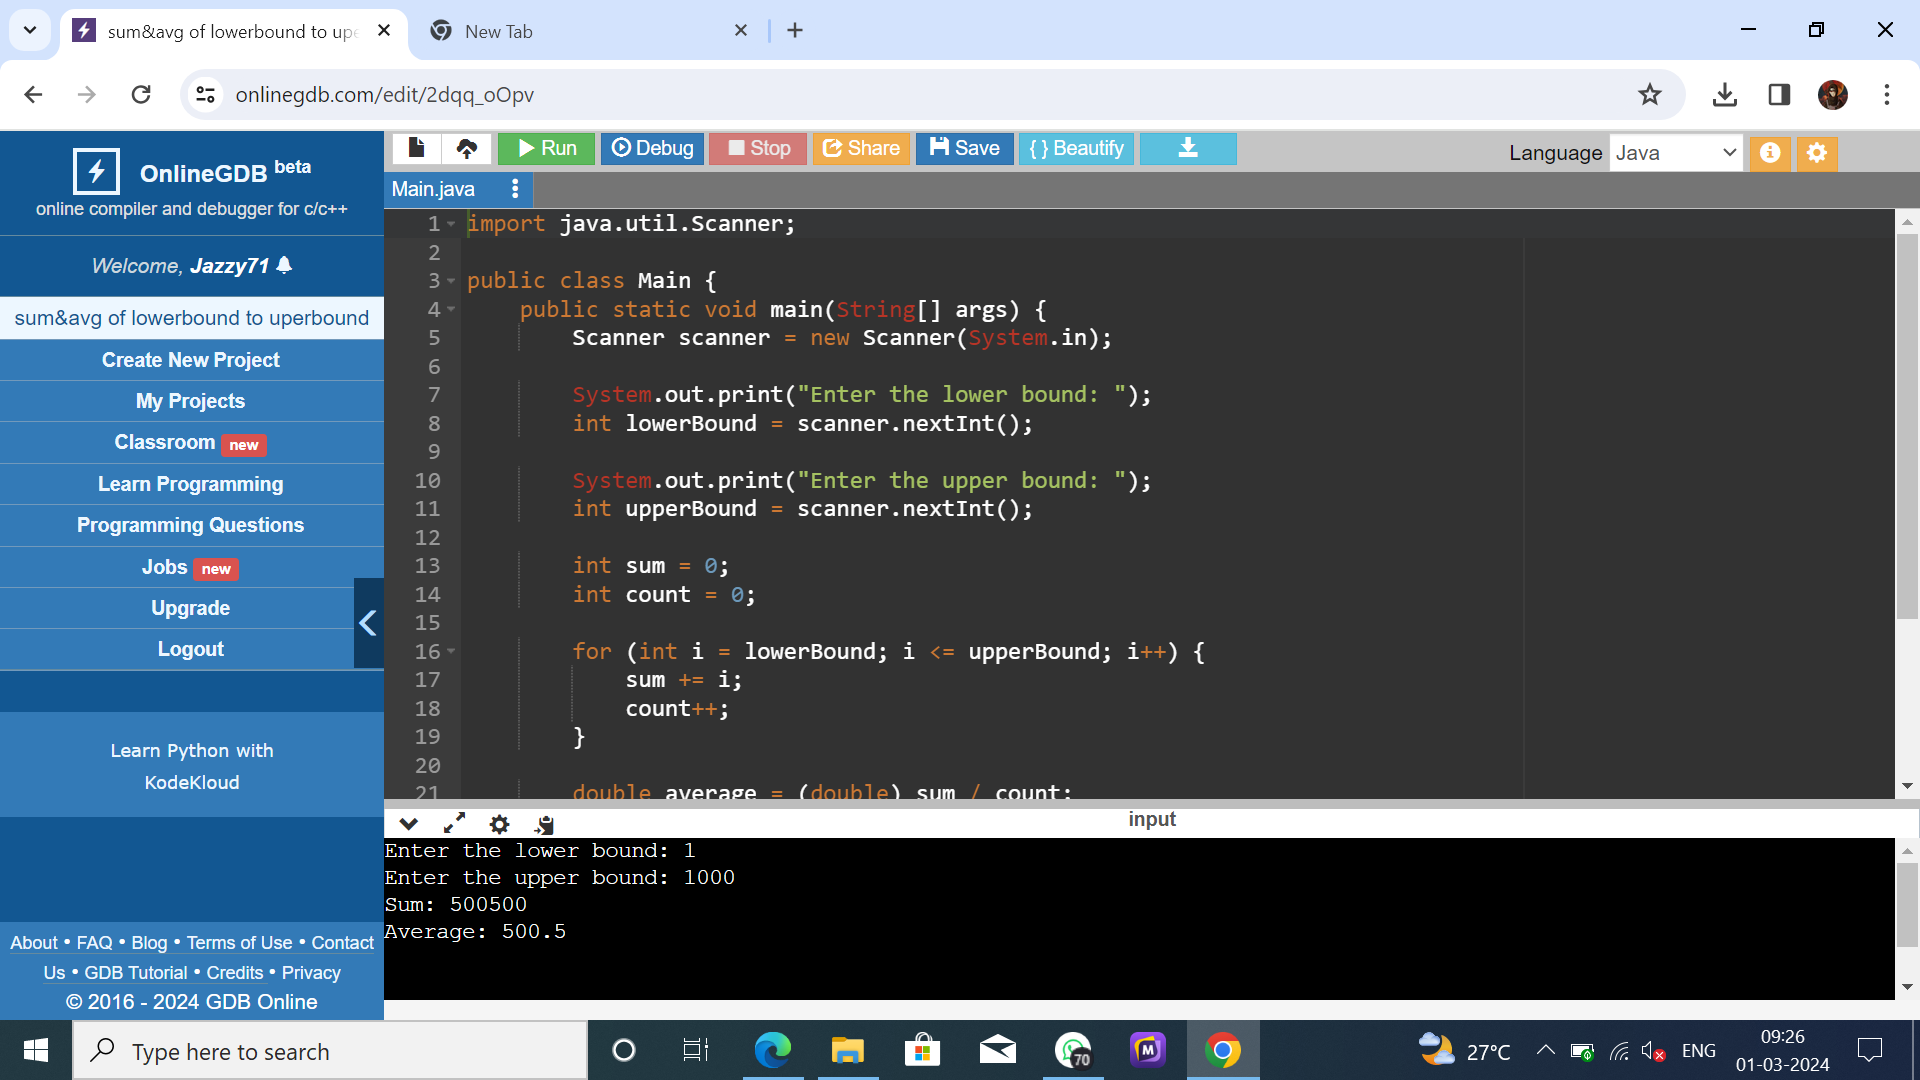 sum&avg of lowerbound to upe
New Tab
onlinegdb.com/edit/2dqq_oOpv
OnlineGDB beta
online compiler and debugger for c/c++
Welcome, Jazzy71
sum&avg of lowerbound to uperbound
Create New Project
My Projects
Classroom new
Learn Programming
Programming Questions
Jobs new
Upgrade
Logout
Learn Python with
KodeKloud
About • FAQ • Blog • Terms of Use • Contact
Us • GDB Tutorial • Credits • Privacy
© 2016 - 2024 GDB Online
Run Debug Stop Share Save { } Beautify
Language Java
Main.java
1 import java.util.Scanner;
2
3 public class Main {
4 public static void main(String[] args) {
5 Scanner scanner = new Scanner(System.in);
6
7 System.out.print("Enter the lower bound: ");
8 int lowerBound = scanner.nextInt();
9
10 System.out.print("Enter the upper bound: ");
11 int upperBound = scanner.nextInt();
12
13 int sum = 0;
14 int count = 0;
15
16 for (int i = lowerBound; i <= upperBound; i++) {
17 sum += i;
18 count++;
19 }
20
21 double average = (double) sum / count;
input
Enter the lower bound: 1
Enter the upper bound: 1000
Sum: 500500
Average: 500.5
Type here to search
70
M
27°C
ENG
09:26
01-03-2024